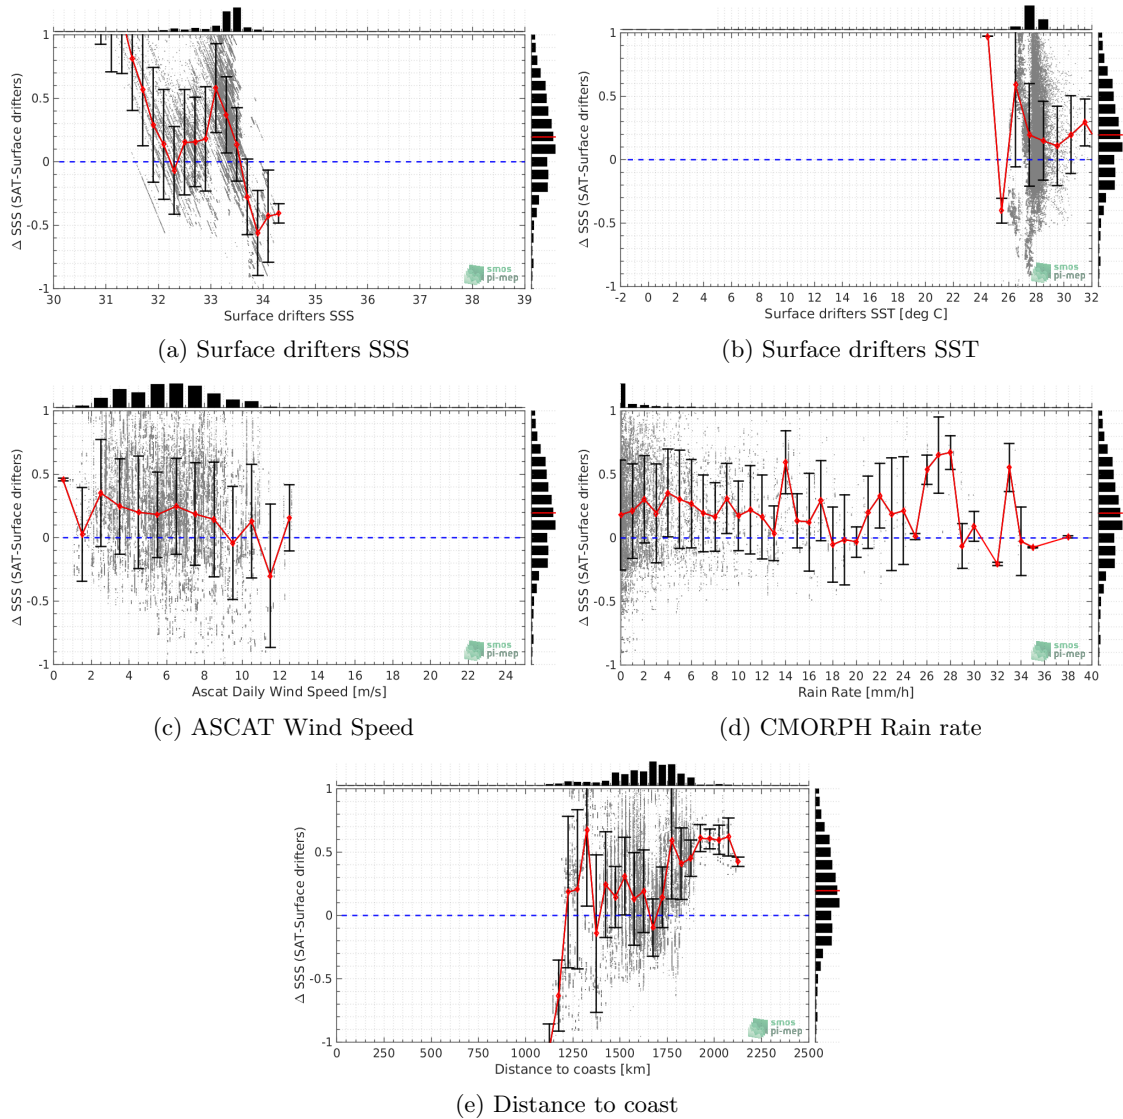 1
0.5
0
-0.5
-1
Δ SSS (SAT-Surface drifters)
30 31 32 33 34 35 36 37 38 39
Surface drifters SSS
smos
pi-mep
(a) Surface drifters SSS
1
0.5
0
-0.5
-1
Δ SSS (SAT-Surface drifters)
-2 0 2 4 6 8 10 12 14 16 18 20 22 24 26 28 30 32
Surface drifters SST [deg C]
smos
pi-mep
(b) Surface drifters SST
1
0.5
0
-0.5
-1
Δ SSS (SAT-Surface drifters)
0 2 4 6 8 10 12 14 16 18 20 22 24
Ascat Daily Wind Speed [m/s]
smos
pi-mep
(c) ASCAT Wind Speed
1
0.5
0
-0.5
-1
Δ SSS (SAT-Surface drifters)
0 2 4 6 8 10 12 14 16 18 20 22 24 26 28 30 32 34 36 38 40
Rain Rate [mm/h]
smos
pi-mep
(d) CMORPH Rain rate
1
0.5
0
-0.5
-1
Δ SSS (SAT-Surface drifters)
0 250 500 750 1000 1250 1500 1750 2000 2250 2500
Distance to coasts [km]
smos
pi-mep
(e) Distance to coast